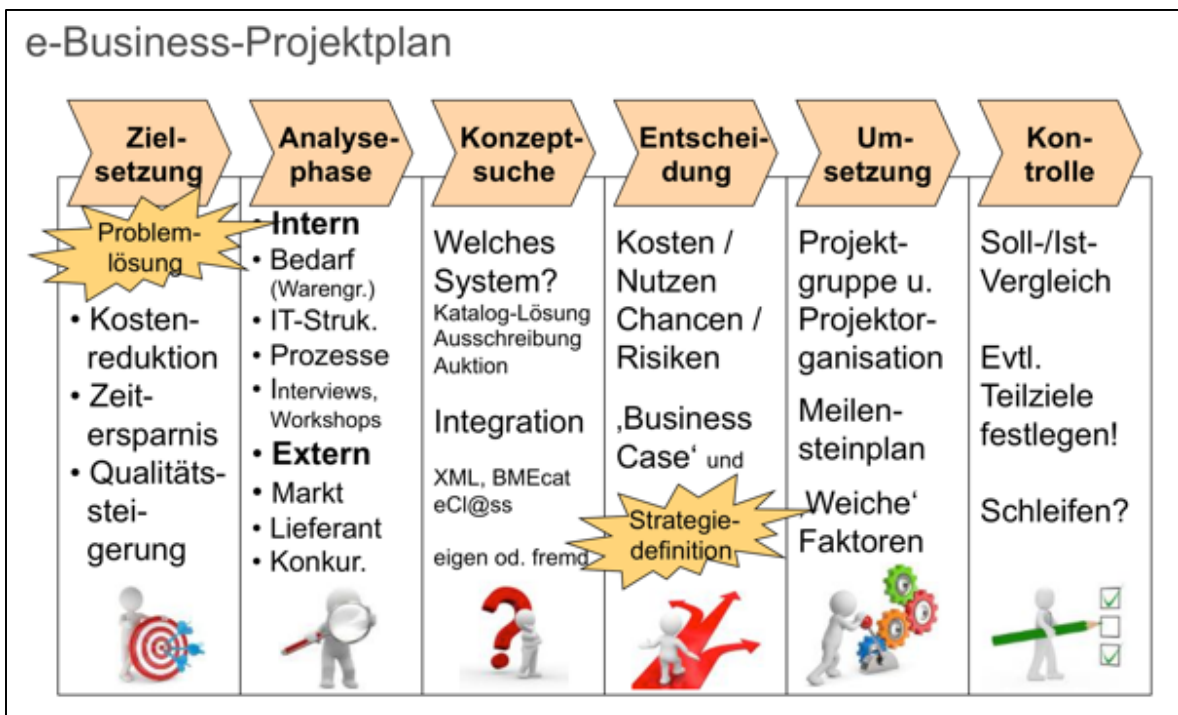 e-Business-Projektplan
Ziel-
setzung
Problem-
lösung
• Kosten-
reduktion
• Zeit-
ersparnis
• Qualitäts-
stei-
gerung
Analyse-
phase
• Intern
• Bedarf
(Warengr.)
• IT-Struk.
• Prozesse
• Interviews,
Workshops
• Extern
• Markt
• Lieferant
• Konkur.
Konzept-
suche
Welches
System?
Katalog-Lösung
Ausschreibung
Auktion
Integration
XML, BMEcat
eCl@ss
eigen od. fremd
Entschei-
dung
Kosten /
Nutzen
Chancen /
Risiken
‚Business
Case‘ und
Strategie-
definition
Um-
setzung
Projekt-
gruppe u.
Projektor-
ganisation
Meilen-
steinplan
‚Weiche‘
Faktoren
Kon-
trolle
Soll-/Ist-
Vergleich
Evtl.
Teilziele
festlegen!
Schleifen?